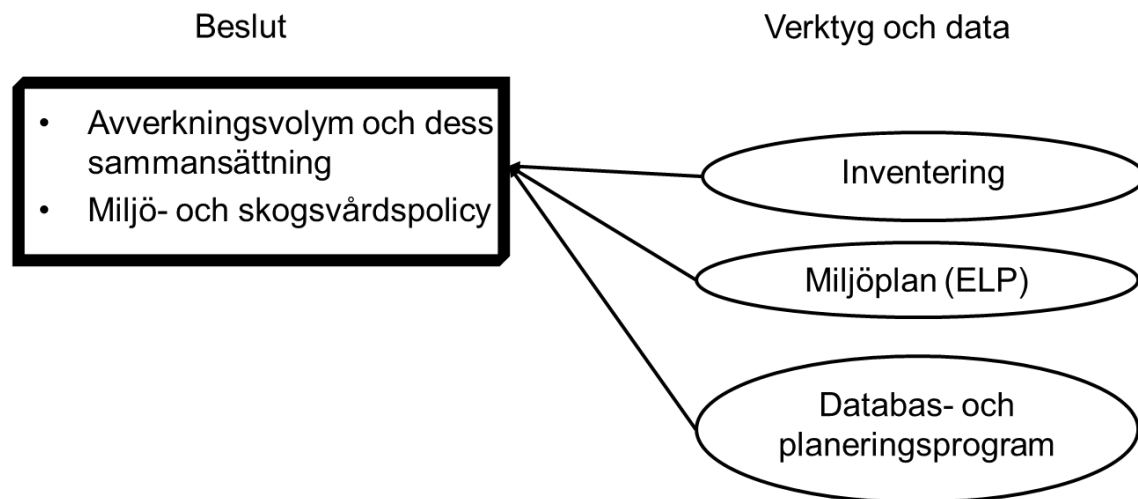 Beslut
Verktyg och data
• Avverkningsvolym och dess
sammansättning
• Miljö- och skogsvårdspolicy
Inventering
Miljöplan (ELP)
Databas- och
planeringsprogram